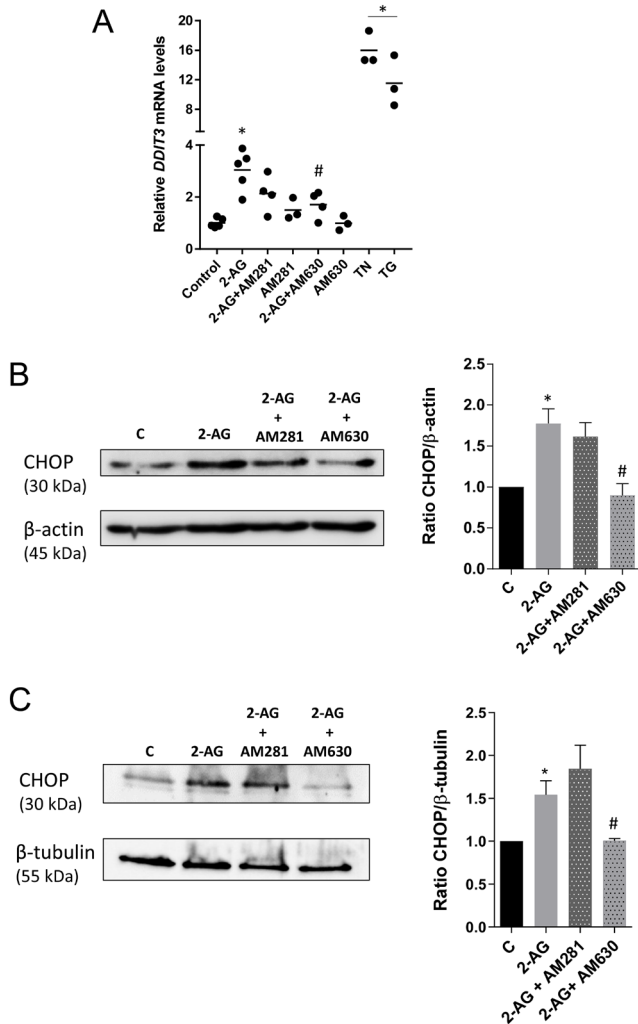 A
Relative DDIT3 mRNA levels
20
16
12
8
4
2
0
*
#
*
Control
2-AG
2-AG+AM281
AM281
2-AG+AM630
AM630
TN
TG
B
C
2-AG
2-AG
+
AM281
2-AG
+
AM630
CHOP
(30 kDa)
β-actin
(45 kDa)
Ratio CHOP/β-actin
2.5
2.0
1.5
1.0
0.5
0.0
*
#
C
2-AG
2-AG+AM281
2-AG+AM630
C
C
2-AG
2-AG
+
AM281
2-AG
+
AM630
CHOP
(30 kDa)
β-tubulin
(55 kDa)
Ratio CHOP/β-tubulin
2.5
2.0
1.5
1.0
0.5
0.0
*
#
C
2-AG
2-AG + AM281
2-AG+ AM630